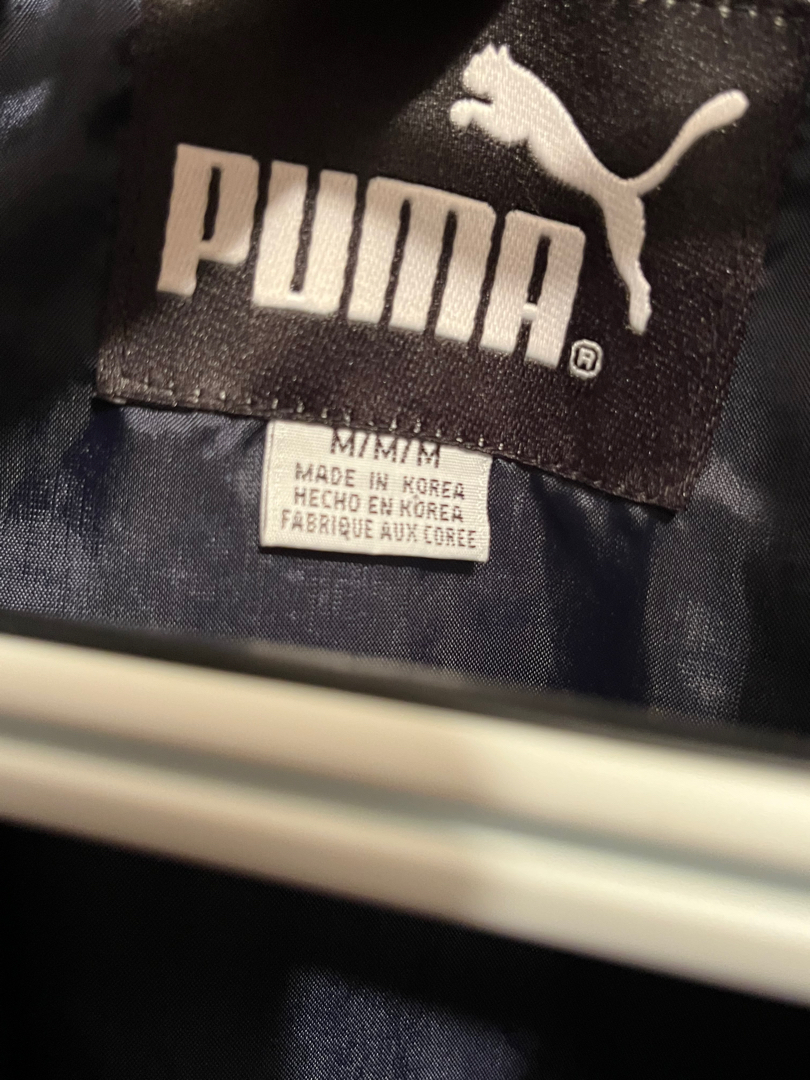 PUMA®
M/M/M
MADE IN KOREA
HECHO EN KOREA
FABRIQUE AUX COREE